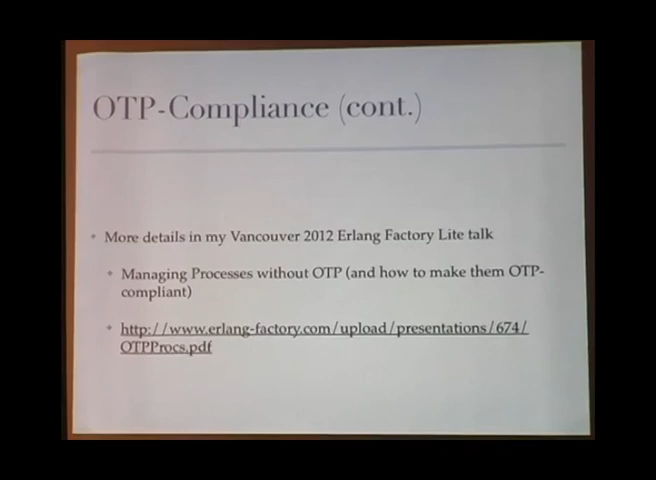 OTP-Compliance (cont.)
More details in my Vancouver 2012 Erlang Factory Lite talk
Managing Processes without OTP (and how to make them OTP-
compliant)
http://www.erlang-factory.com/upload/presentations/674/
OTPProcs.pdf